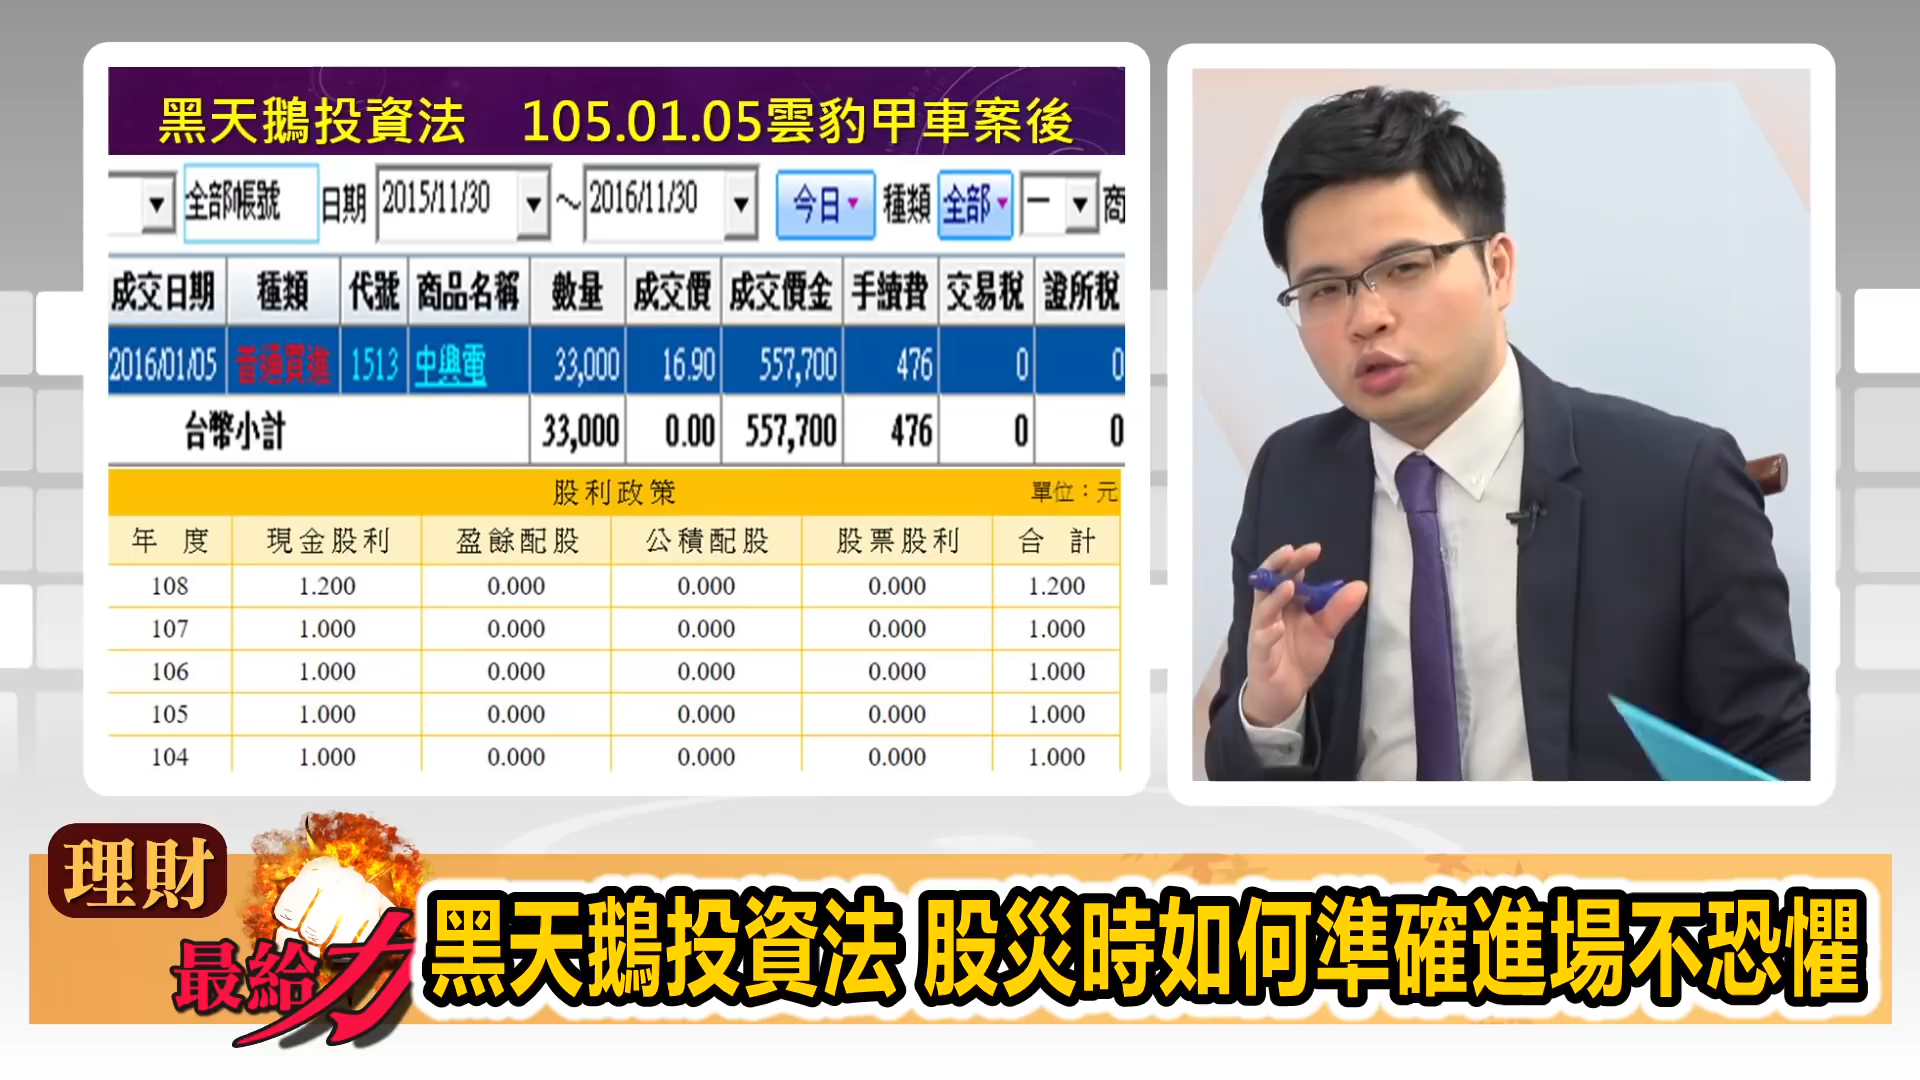 黑天鵝投資法 105.01.05雲豹甲車案後
全部帳號 日期 2015/11/30 ～ 2016/11/30 今日 種類 全部 一 商
成交日期 種類 代號 商品名稱 數量 成交價 成交價金 手續費 交易稅 證所稅
2016/01/05 普通買進 1513 中興電 33,000 16.90 557,700 476 0 0
台幣小計 33,000 0.00 557,700 476 0 0
股利政策 單位：元
年度 現金股利 盈餘配股 公積配股 股票股利 合計
108 1.200 0.000 0.000 0.000 1.200
107 1.000 0.000 0.000 0.000 1.000
106 1.000 0.000 0.000 0.000 1.000
105 1.000 0.000 0.000 0.000 1.000
104 1.000 0.000 0.000 0.000 1.000
理財
最給力
黑天鵝投資法 股災時如何準確進場不恐懼